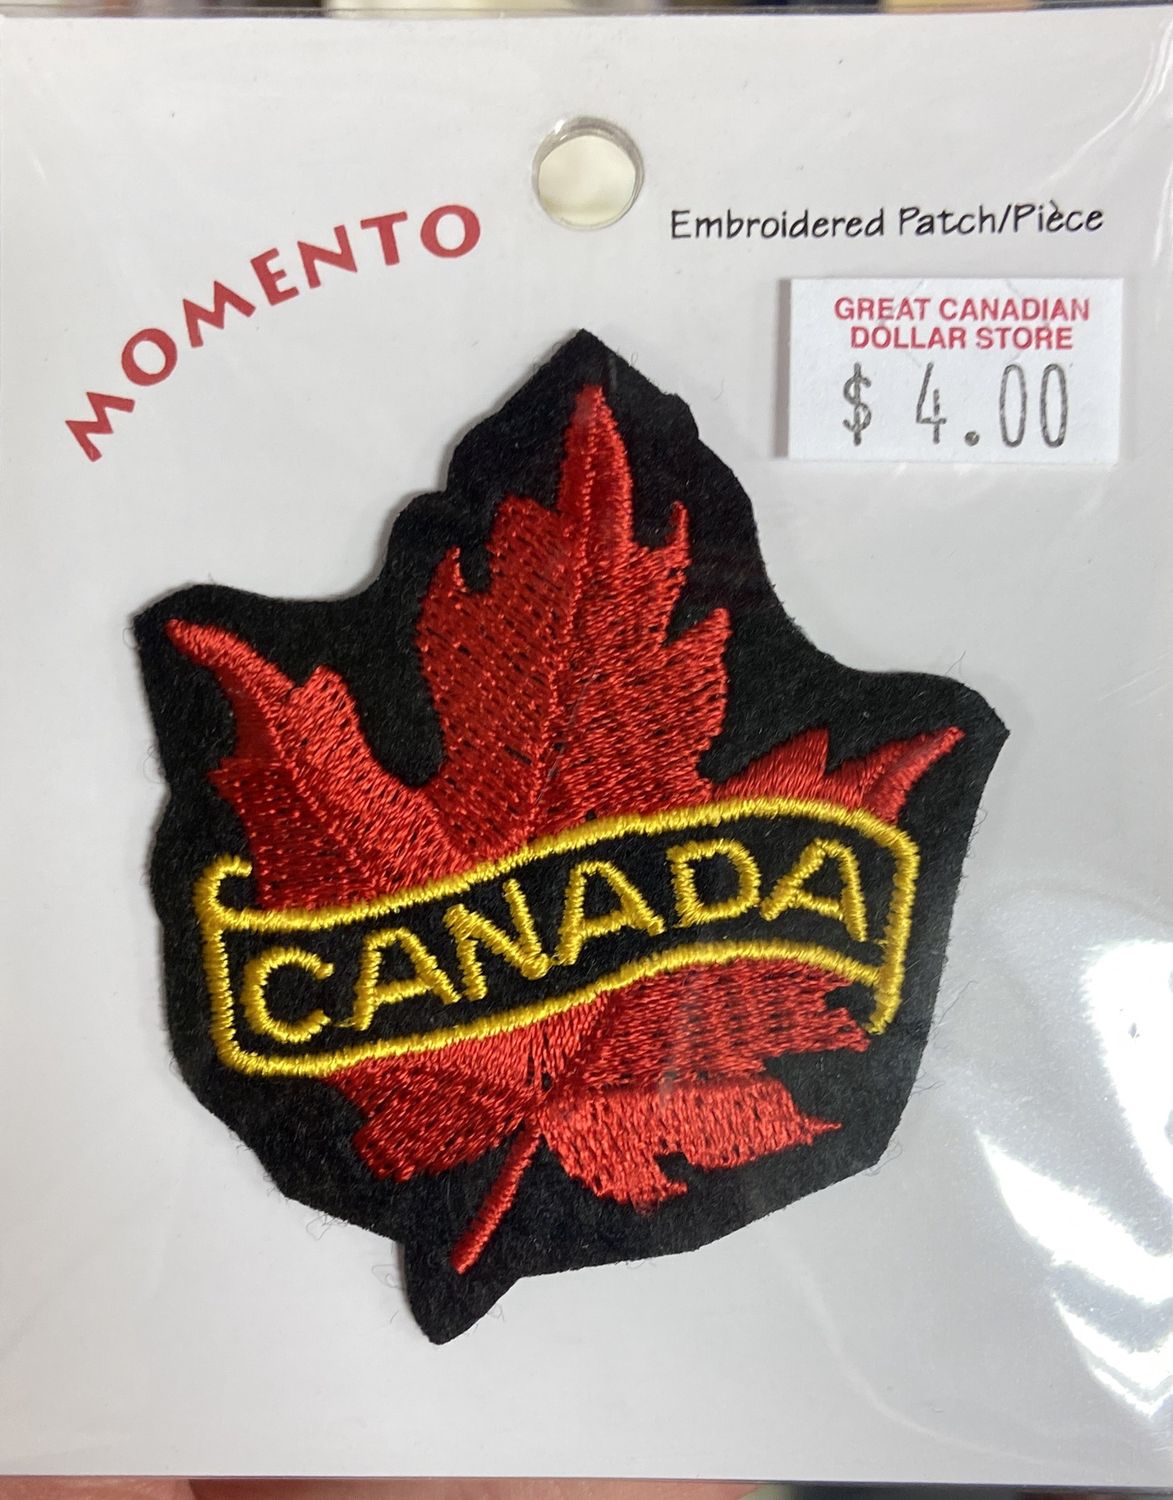 MOMENTO
Embroidered Patch/Pièce
GREAT CANADIAN
DOLLAR STORE
$ 4.00
CANADA